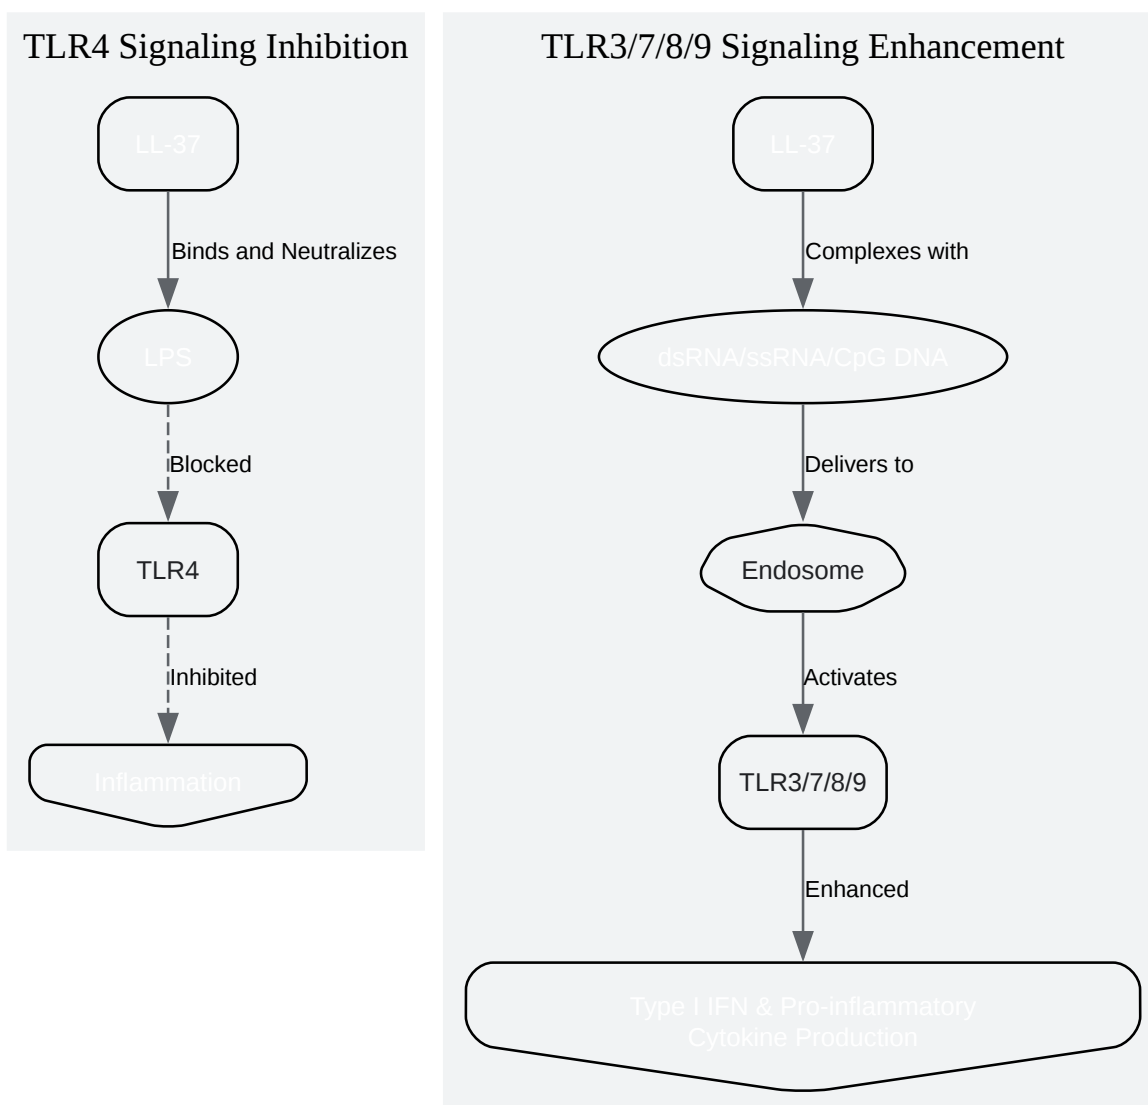 TLR4 Signaling Inhibition
LL-37
Binds and Neutralizes
LPS
Blocked
TLR4
Inhibited
Inflammation
TLR3/7/8/9 Signaling Enhancement
LL-37
Complexes with
dsRNA/ssRNA/CpG DNA
Delivers to
Endosome
Activates
TLR3/7/8/9
Enhanced
Type I IFN & Pro-inflammatory
Cytokine Production